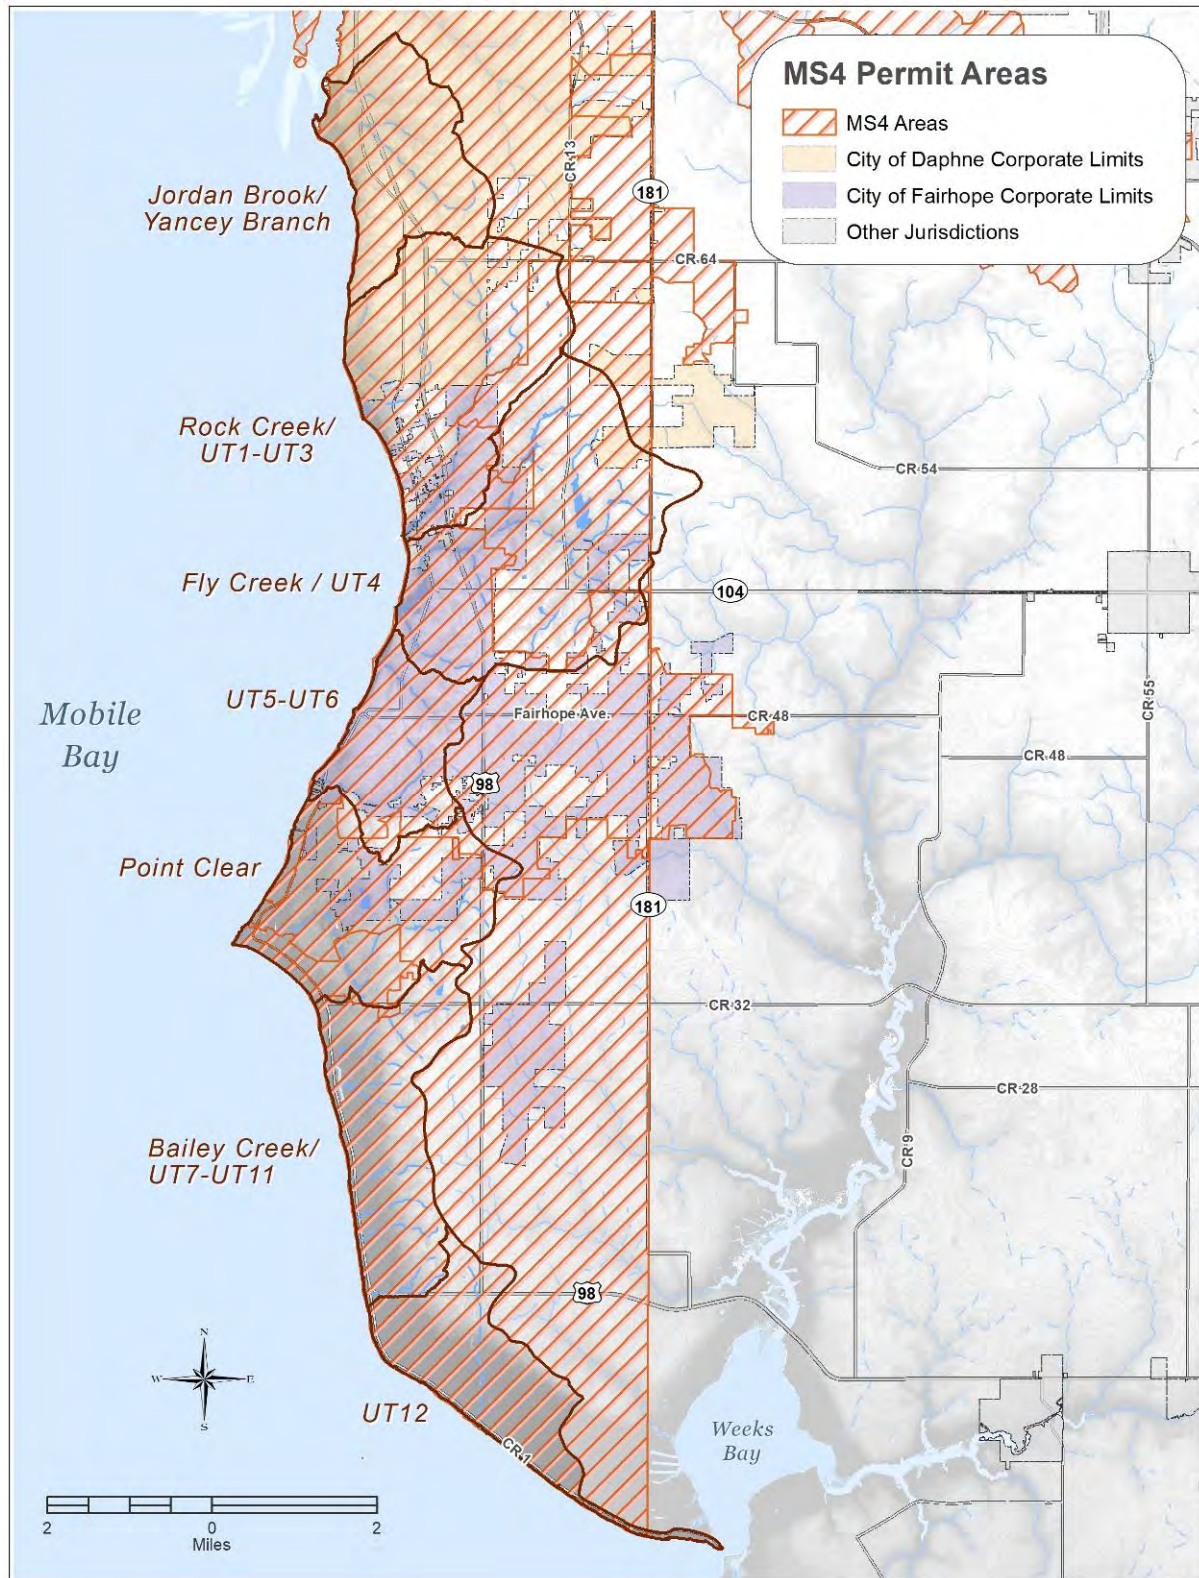 MS4 Permit Areas
MS4 Areas
City of Daphne Corporate Limits
City of Fairhope Corporate Limits
Other Jurisdictions
CR 13
181
Jordan Brook/
Yancey Branch
CR 64
Rock Creek/
UT1-UT3
CR 54
Fly Creek / UT4
104
UT5-UT6
CR 55
Mobile
Bay
Fairhope Ave.
CR 48
CR 48
98
Point Clear
181
CR 32
CR 28
Bailey Creek/
UT7-UT11
CR 9
98
N
W
E
S
UT12
Weeks
Bay
CR 1
2
0
2
Miles